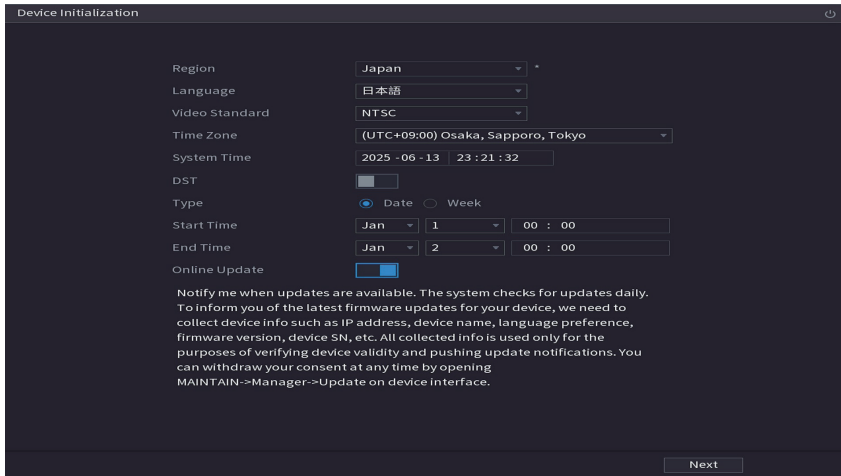 Device Initialization
Region Japan *
Language 日本語
Video Standard NTSC
Time Zone (UTC+09:00) Osaka, Sapporo, Tokyo
System Time 2025 -06 -13 23 : 21 : 32
DST
Type Date Week
Start Time Jan 1 00 : 00
End Time Jan 2 00 : 00
Online Update
Notify me when updates are available. The system checks for updates daily.
To inform you of the latest firmware updates for your device, we need to
collect device info such as IP address, device name, language preference,
firmware version, device SN, etc. All collected info is used only for the
purposes of verifying device validity and pushing update notifications. You
can withdraw your consent at any time by opening
MAINTAIN->Manager->Update on device interface.
Next